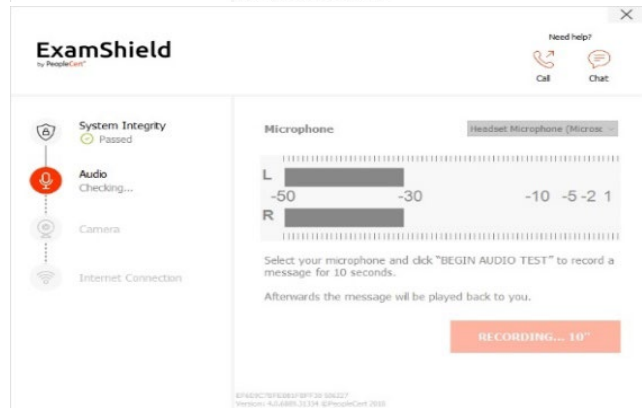 Need help?
ExamShield
by PeopleCert
Call
Chat
System Integrity
Passed
Audio
Checking...
Camera
Internet Connection
Microphone
Headset Microphone (Microsc
L
-50 -30 -10 -5 -2 1
R
Select your microphone and click "BEGIN AUDIO TEST" to record a
message for 10 seconds.
Afterwards the message will be played back to you.
RECORDING... 10"